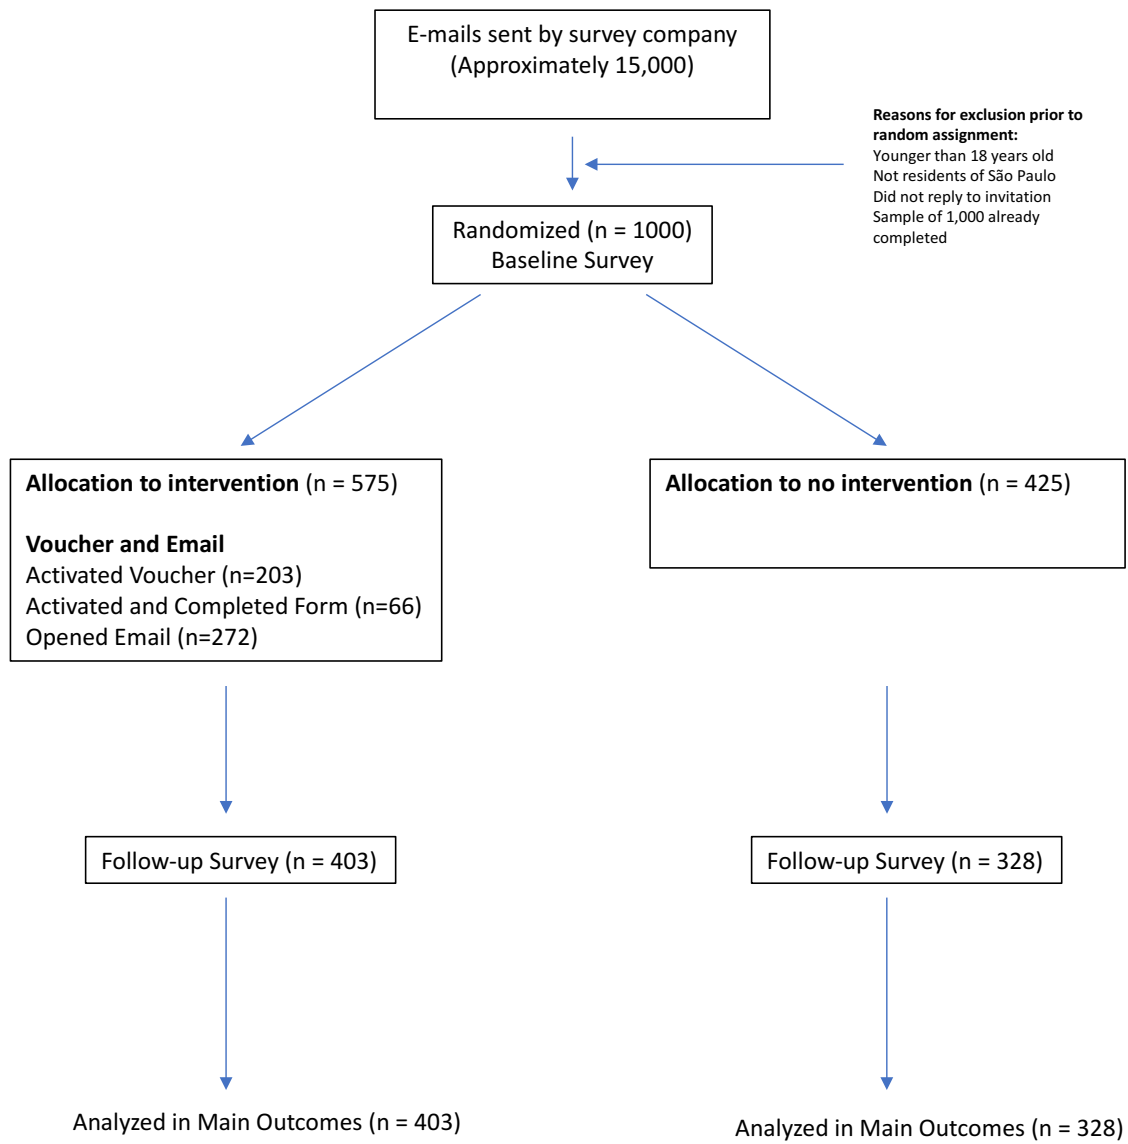 E-mails sent by survey company
(Approximately 15,000)
Reasons for exclusion prior to
random assignment:
Younger than 18 years old
Not residents of São Paulo
Did not reply to invitation
Sample of 1,000 already
completed
Randomized (n = 1000)
Baseline Survey
Allocation to intervention (n = 575)
Voucher and Email
Activated Voucher (n=203)
Activated and Completed Form (n=66)
Opened Email (n=272)
Allocation to no intervention (n = 425)
Follow-up Survey (n = 403)
Follow-up Survey (n = 328)
Analyzed in Main Outcomes (n = 403)
Analyzed in Main Outcomes (n = 328)